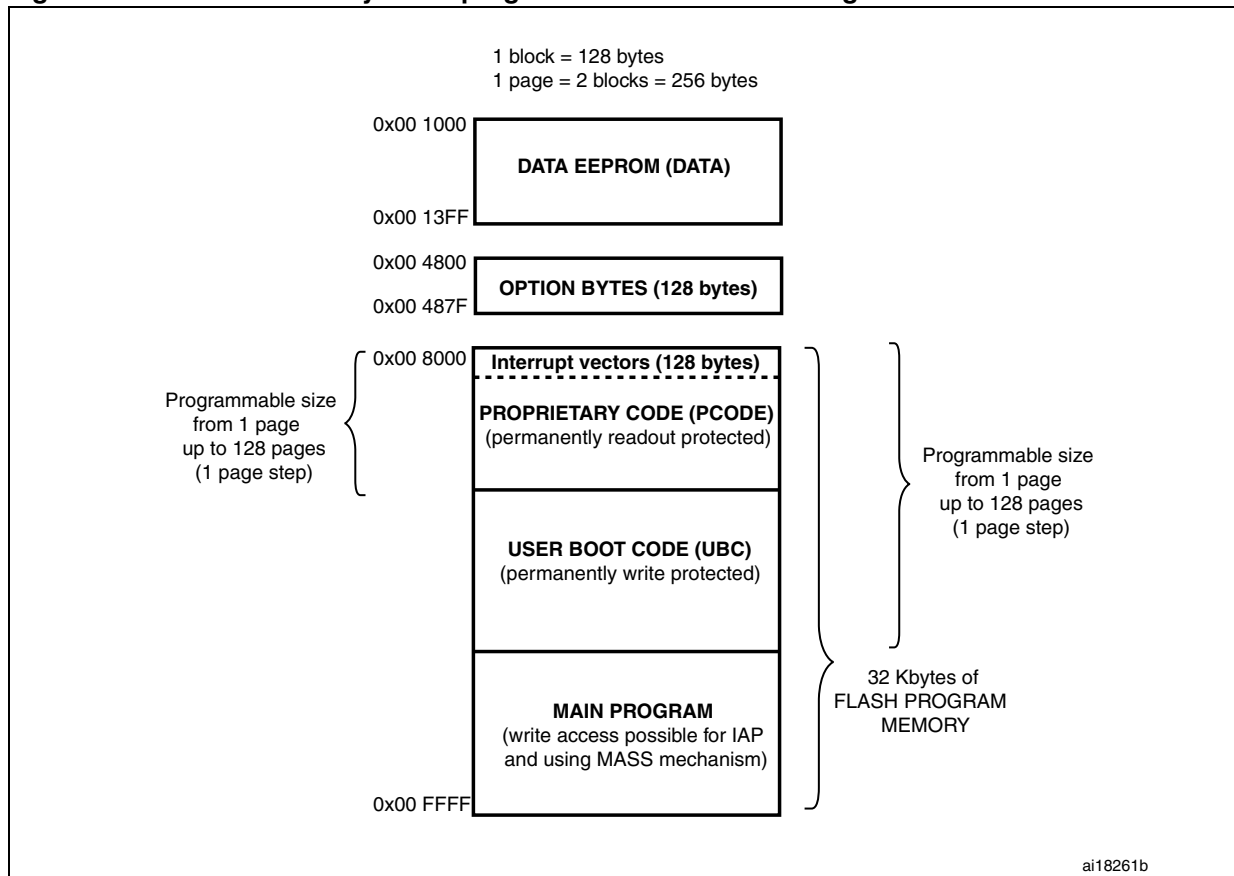 1 block = 128 bytes
1 page = 2 blocks = 256 bytes
0x00 1000
DATA EEPROM (DATA)
0x00 13FF
0x00 4800
OPTION BYTES (128 bytes)
0x00 487F
0x00 8000
Interrupt vectors (128 bytes)
Programmable size
from 1 page
up to 128 pages
(1 page step)
PROPRIETARY CODE (PCODE)
(permanently readout protected)
Programmable size
from 1 page
up to 128 pages
(1 page step)
USER BOOT CODE (UBC)
(permanently write protected)
32 Kbytes of
FLASH PROGRAM
MEMORY
MAIN PROGRAM
(write access possible for IAP
and using MASS mechanism)
0x00 FFFF
ai18261b